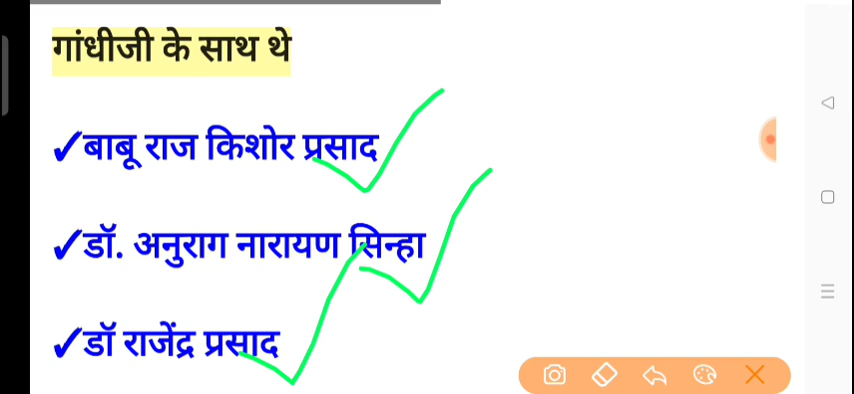 गांधीजी के साथ थे
✓बाबू राज किशोर प्रसाद
✓डॉ. अनुराग नारायण सिन्हा
✓डॉ राजेंद्र प्रसाद